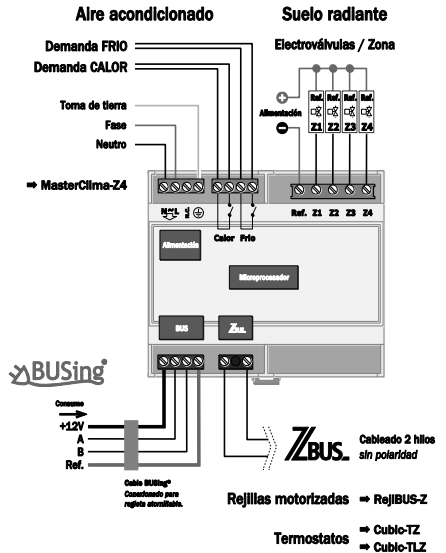 Aire acondicionado
Suelo radiante
Demanda FRIO
Demanda CALOR
Electroválvulas / Zona
Toma de tierra
Fase
Neutro
Alimentación
Ref. Ref. Ref. Ref.
Z1 Z2 Z3 Z4
➡ MasterClima-Z4
N L n.c.
Ref. Z1 Z2 Z3 Z4
Calor Frio
Alimentación
Microprocesador
BUS
ZBUS
BUSing®
Consumo
+12V
A
B
Ref.
Cable BUSing®
Conexionado para
regleta atornillable.
ZBUS
Cableado 2 hilos
sin polaridad
Rejillas motorizadas ➡ RejiBUS-Z
Termostatos ➡ Cubic-TZ
➡ Cubic-TLZ